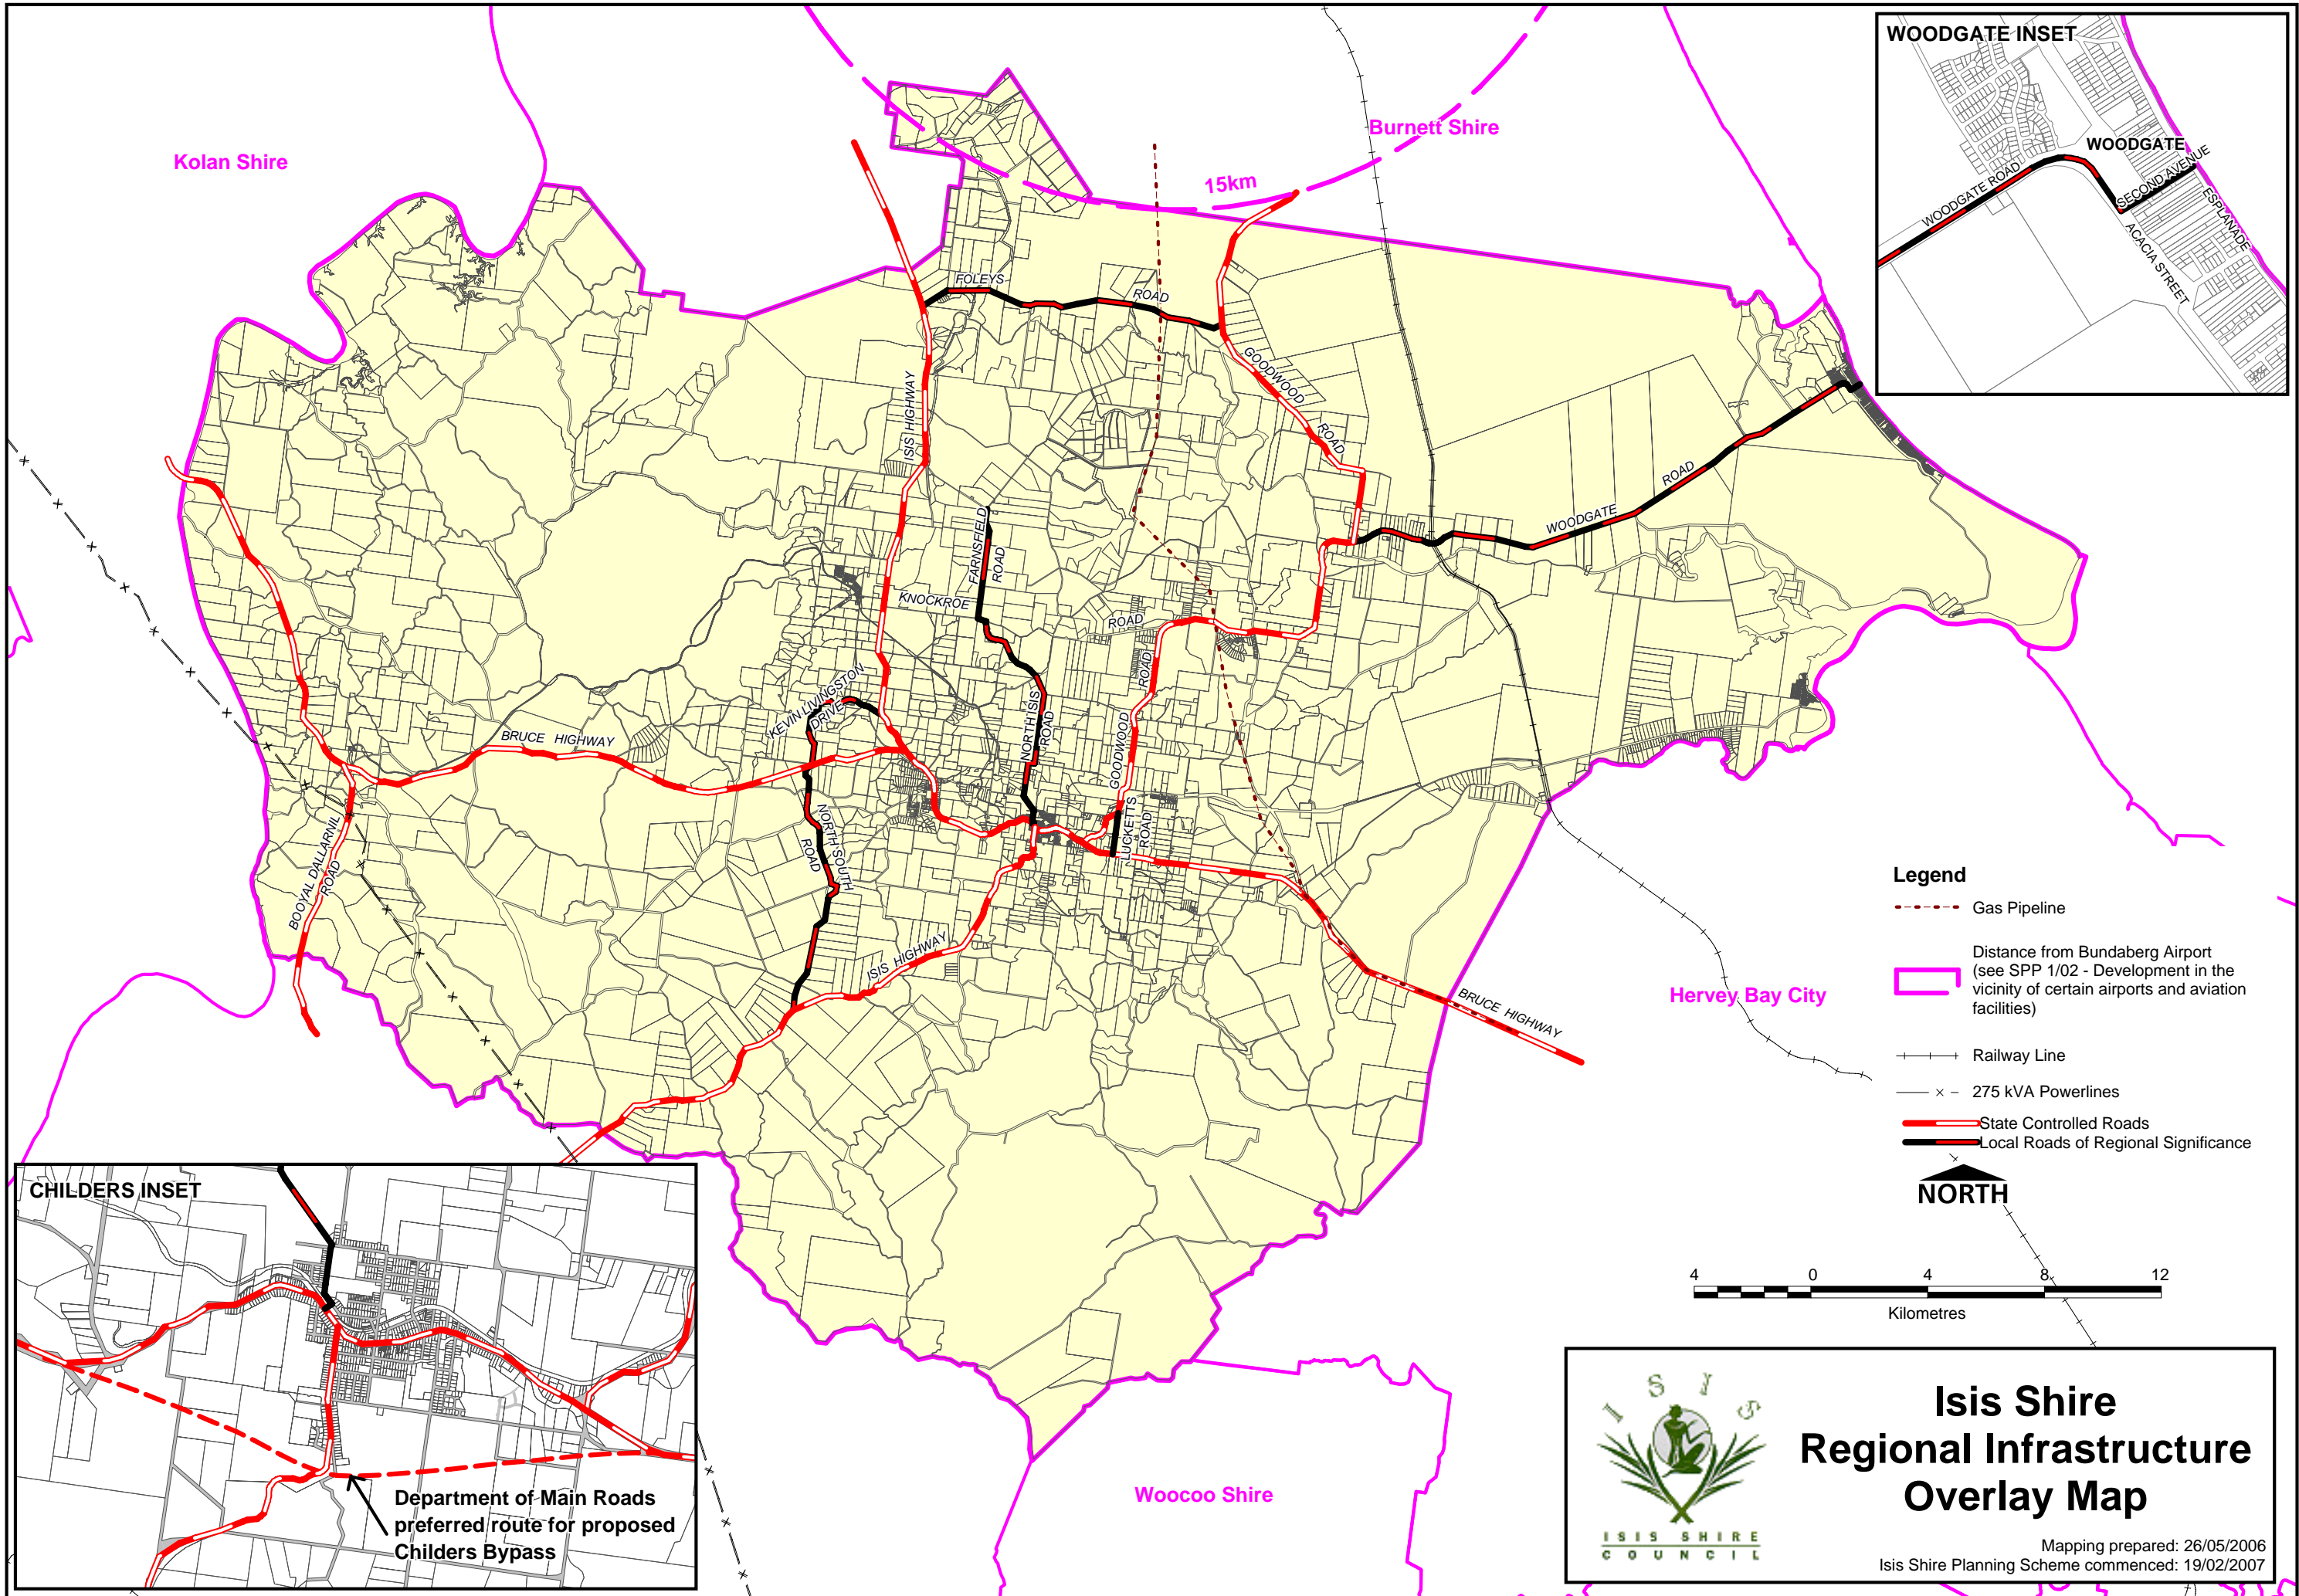 WOODGATE INSET
WOODGATE
WOODGATE ROAD
SECOND AVENUE
ESPLANADE
ACACIA STREET
Kolan Shire
Burnett Shire
15km
FOLEYS
ROAD
ISIS HIGHWAY
GOODWOOD
ROAD
FARNSFIELD
ROAD
KNOCKROE
ROAD
WOODGATE
ROAD
KEVIN LIVINGSTON
DRIVE
NORTH ISIS
ROAD
GOODWOOD
ROAD
BRUCE HIGHWAY
LUCKETTS
ROAD
NORTH SOUTH
ROAD
BOOYAL DALLARNIL
ROAD
ISIS HIGHWAY
BRUCE HIGHWAY
Hervey Bay City
Woocoo Shire
Legend
Gas Pipeline
Distance from Bundaberg Airport
(see SPP 1/02 - Development in the
vicinity of certain airports and aviation
facilities)
Railway Line
275 kVA Powerlines
State Controlled Roads
Local Roads of Regional Significance
NORTH
4 0 4 8 12
Kilometres
CHILDERS INSET
Department of Main Roads
preferred route for proposed
Childers Bypass
ISIS
ISIS SHIRE
COUNCIL
Isis Shire
Regional Infrastructure
Overlay Map
Mapping prepared: 26/05/2006
Isis Shire Planning Scheme commenced: 19/02/2007